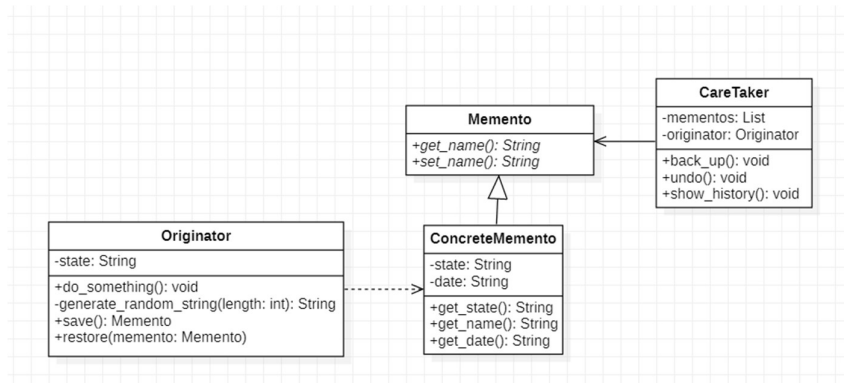 CareTaker
-mementos: List
-originator: Originator
+back_up(): void
+undo(): void
+show_history(): void
Memento
+get_name(): String
+set_name(): String
Originator
-state: String
+do_something(): void
-generate_random_string(length: int): String
+save(): Memento
+restore(memento: Memento)
ConcreteMemento
-state: String
-date: String
+get_state(): String
+get_name(): String
+get_date(): String